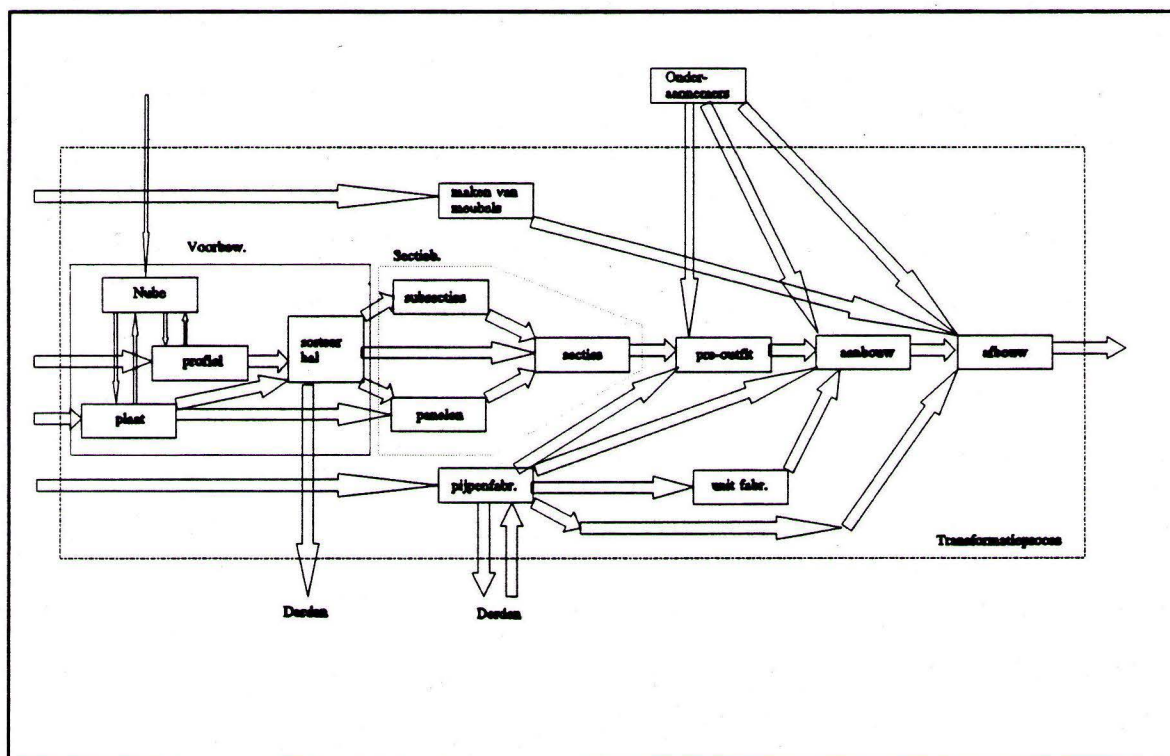 Onder-
aannemers
maken van
meubels
Voorbew.
Sectieb.
Nabe
subsecties
sorteer
hal
profiel
secties
pre-outfit
aanbouw
afbouw
plaat
panelen
pijpenfabr.
unit fabr.
Transformatieproces
Derden
Derden